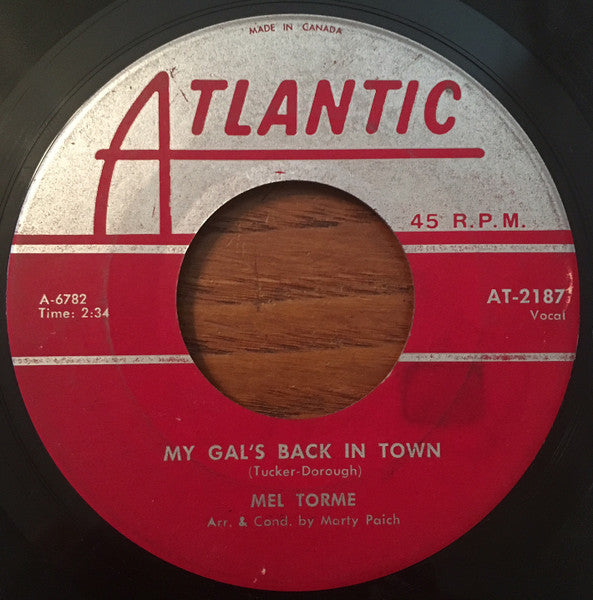 MADE IN CANADA
ATLANTIC
45 R.P.M.
A-6782
Time: 2:34
AT-2187
Vocal
MY GAL'S BACK IN TOWN
(Tucker-Dorough)
MEL TORME
Arr. & Cond. by Marty Paich